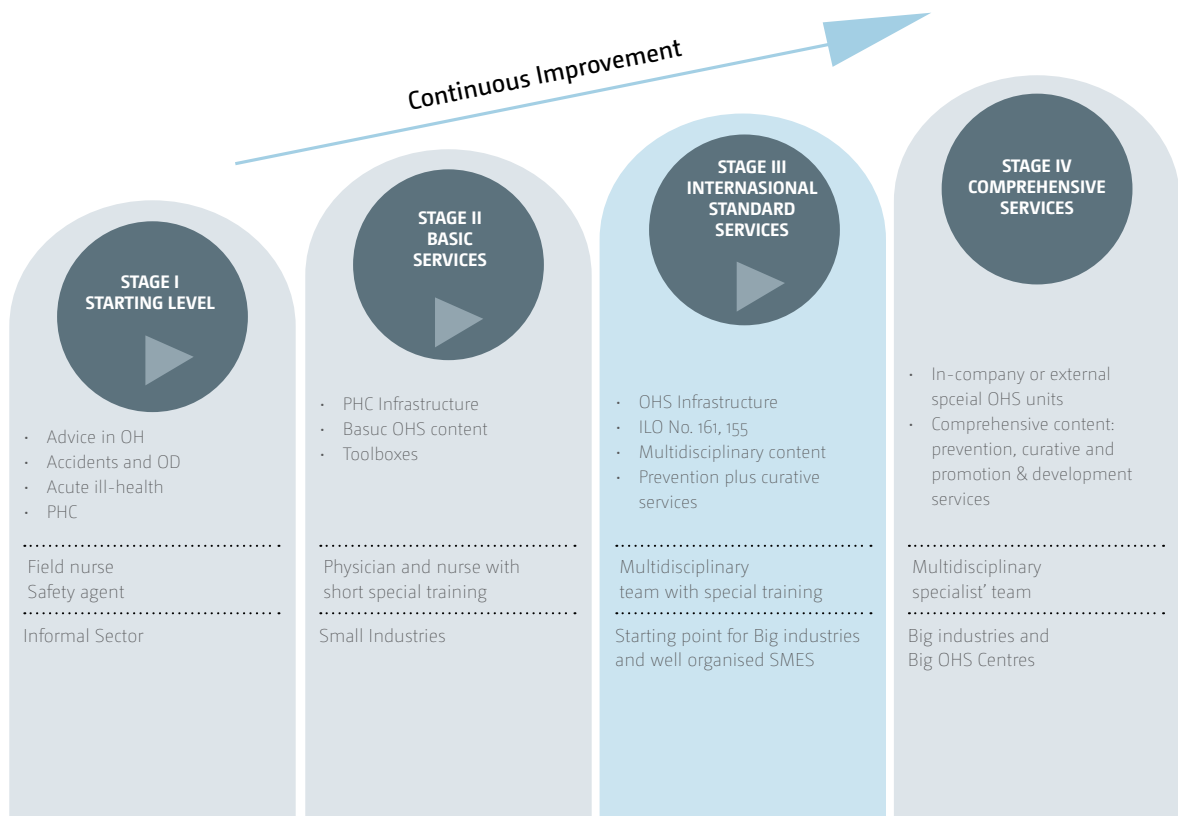 Continuous Improvement
STAGE I
STARTING LEVEL
• Advice in OH
• Accidents and OD
• Acute ill-health
• PHC
Field nurse
Safety agent
Informal Sector
STAGE II
BASIC
SERVICES
• PHC Infrastructure
• Basuc OHS content
• Toolboxes
Physician and nurse with
short special training
Small Industries
STAGE III
INTERNASIONAL
STANDARD
SERVICES
• OHS Infrastructure
• ILO No. 161, 155
• Multidisciplinary content
• Prevention plus curative
services
Multidisciplinary
team with special training
Starting point for Big industries
and well organised SMES
STAGE IV
COMPREHENSIVE
SERVICES
• In-company or external
spceial OHS units
• Comprehensive content:
prevention, curative and
promotion & development
services
Multidisciplinary
specialist’ team
Big industries and
Big OHS Centres